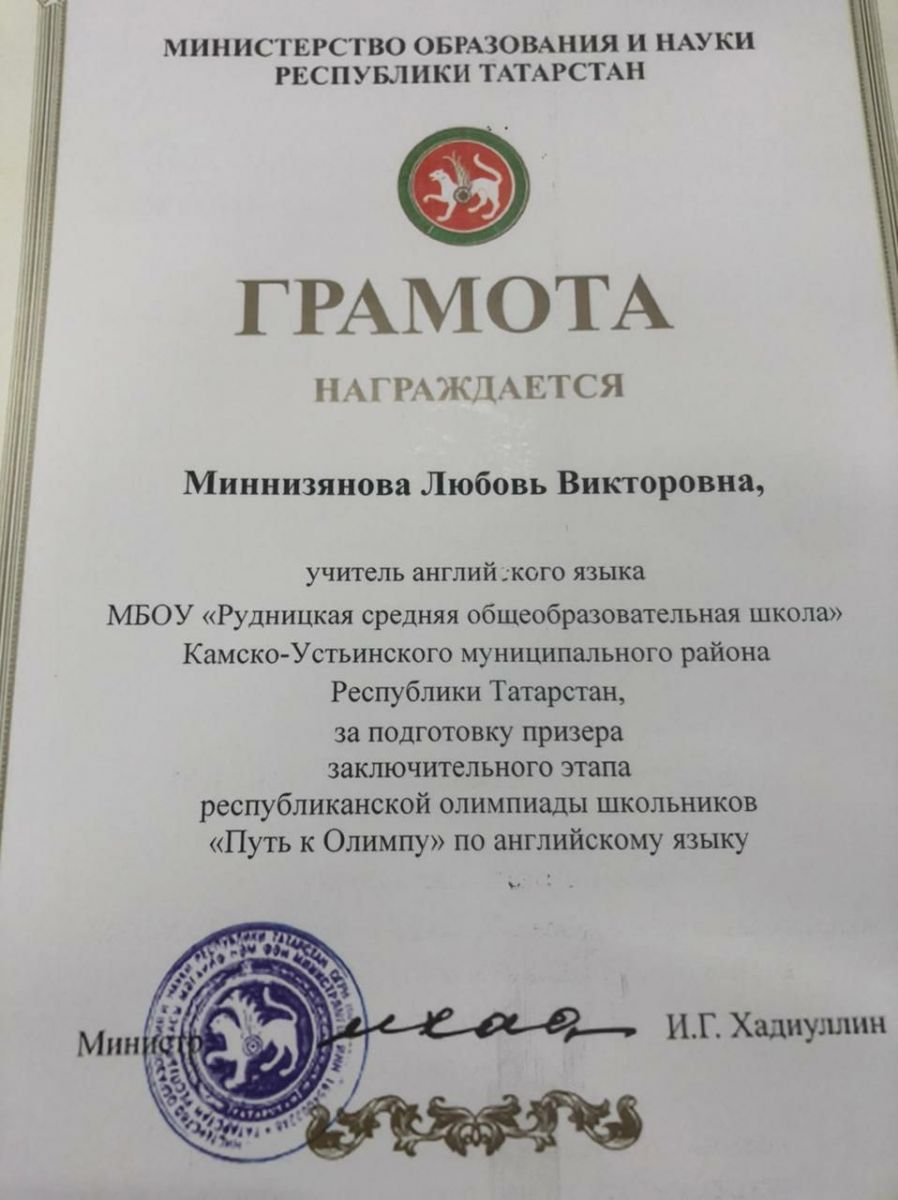 МИНИСТЕРСТВО ОБРАЗОВАНИЯ И НАУКИ
РЕСПУБЛИКИ ТАТАРСТАН
ГРАМОТА
НАГРАЖДАЕТСЯ
Миннизянова Любовь Викторовна,
учитель английского языка
МБОУ «Рудницкая средняя общеобразовательная школа»
Камско-Устьинского муниципального района
Республики Татарстан,
за подготовку призера
заключительного этапа
республиканской олимпиады школьников
«Путь к Олимпу» по английскому языку
Министр
И.Г. Хадиуллин